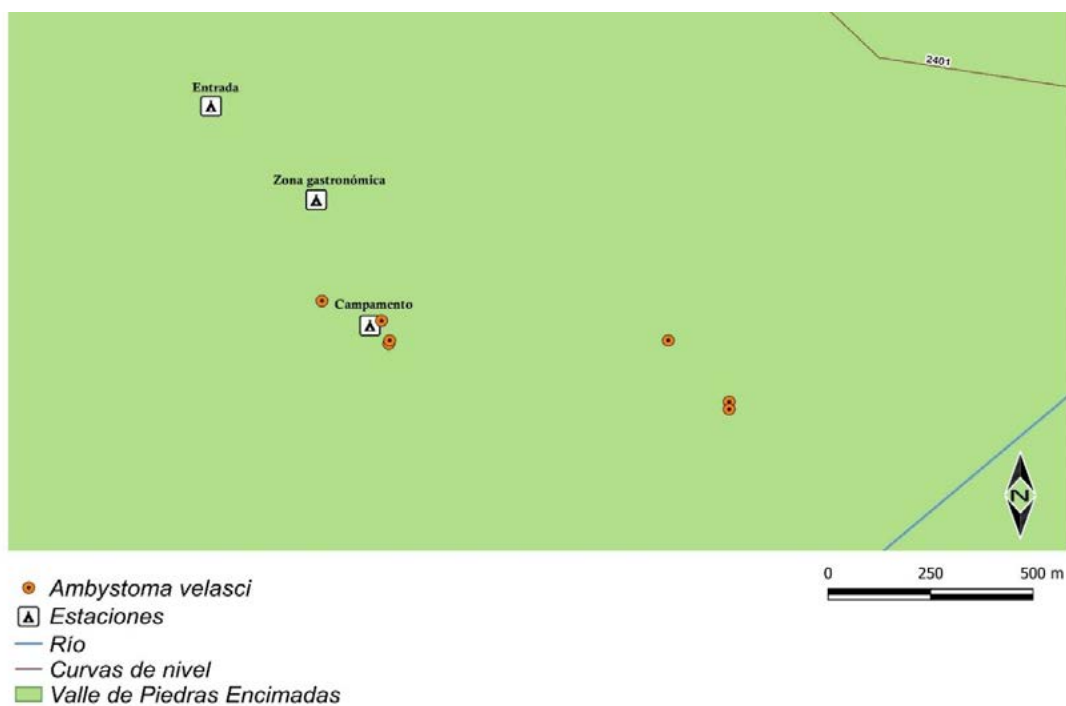 2401
Entrada
Zona gastronómica
Campamento
N
0 250 500 m
Ambystoma velasci
Estaciones
Río
Curvas de nivel
Valle de Piedras Encimadas